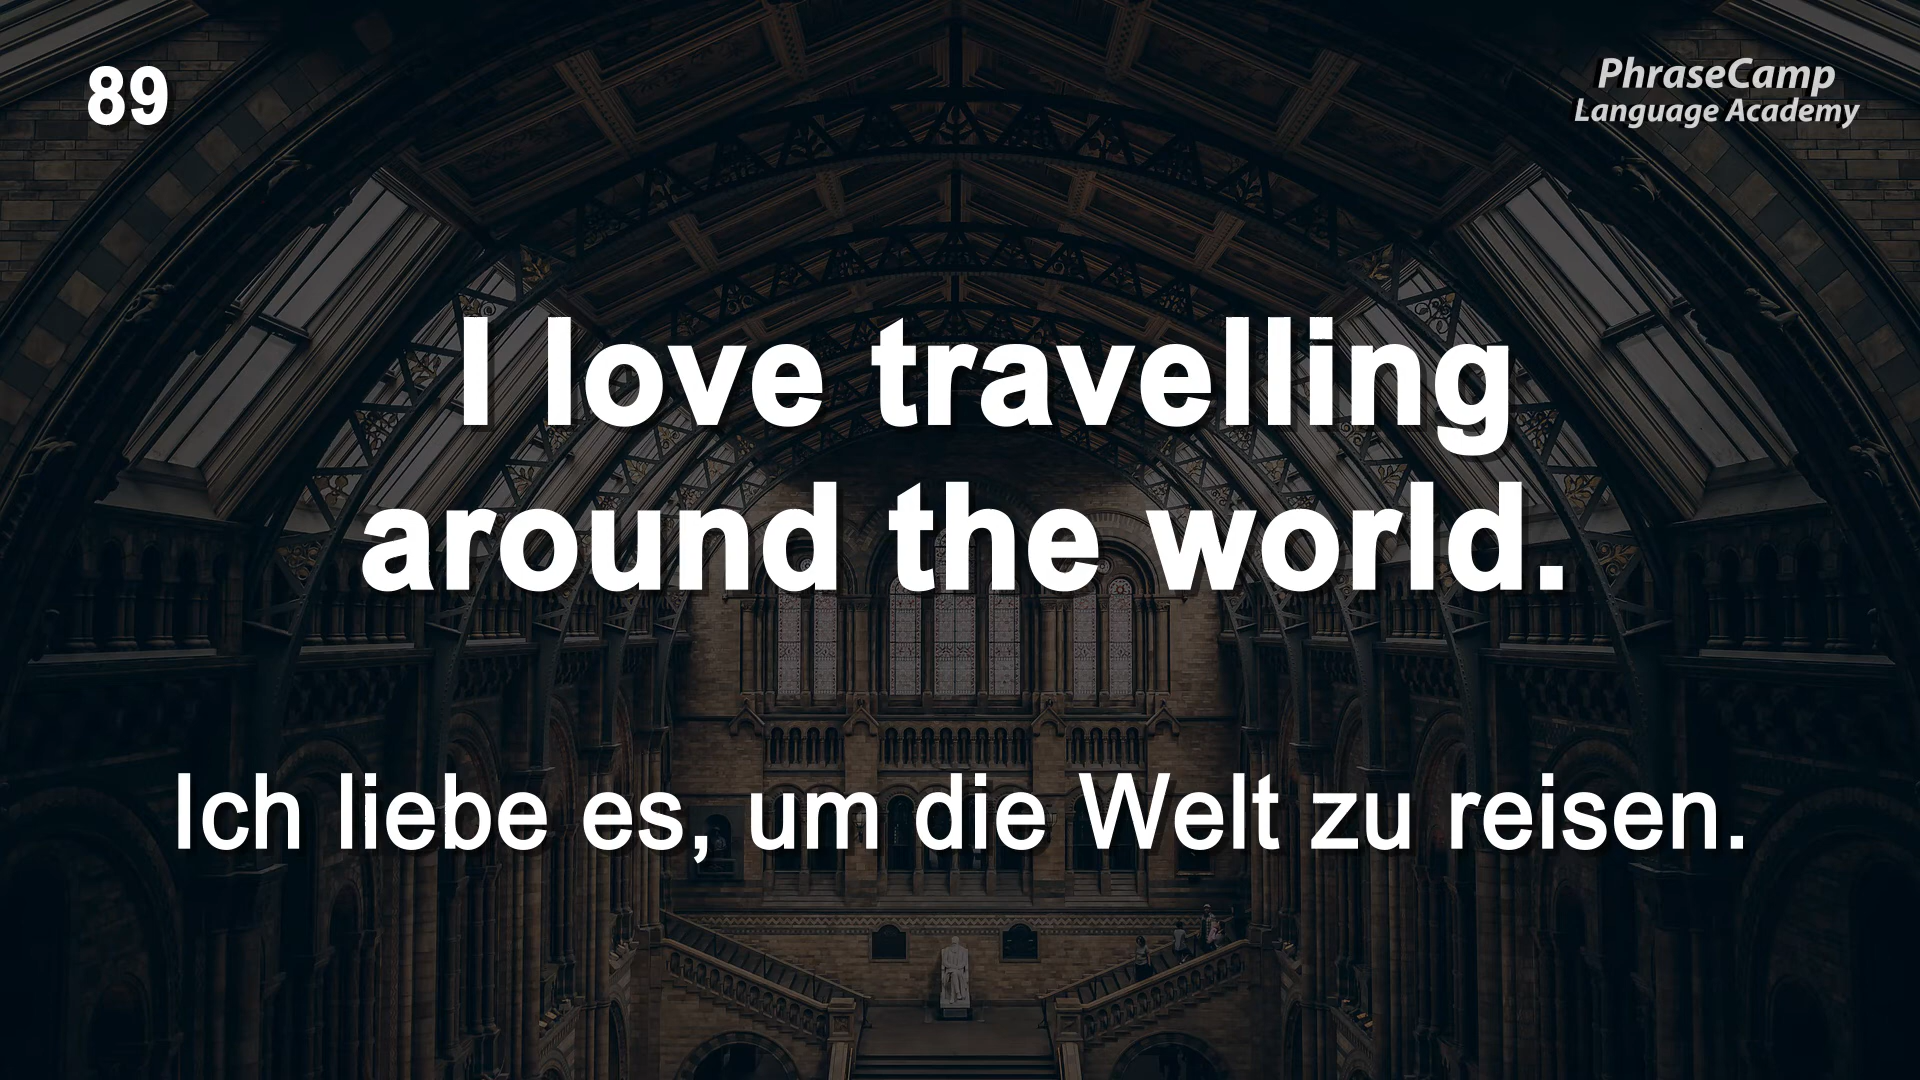 89
PhraseCamp
Language Academy
I love travelling
around the world.
Ich liebe es, um die Welt zu reisen.